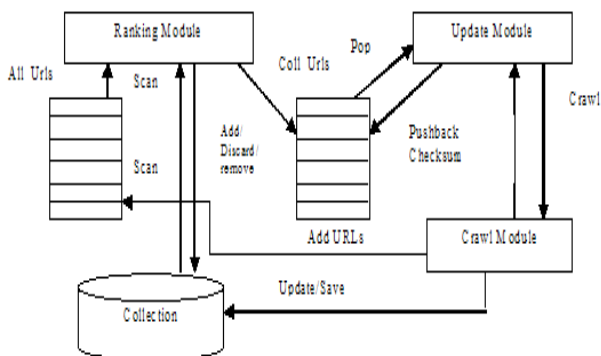 Ranking Module
Update Module
All Urls
Scan
Coll Urls
Pop
Crawl
Add/
Discard/
remove
Pushback
Checksum
Scan
Add URLs
Crawl Module
Update/Save
Collection